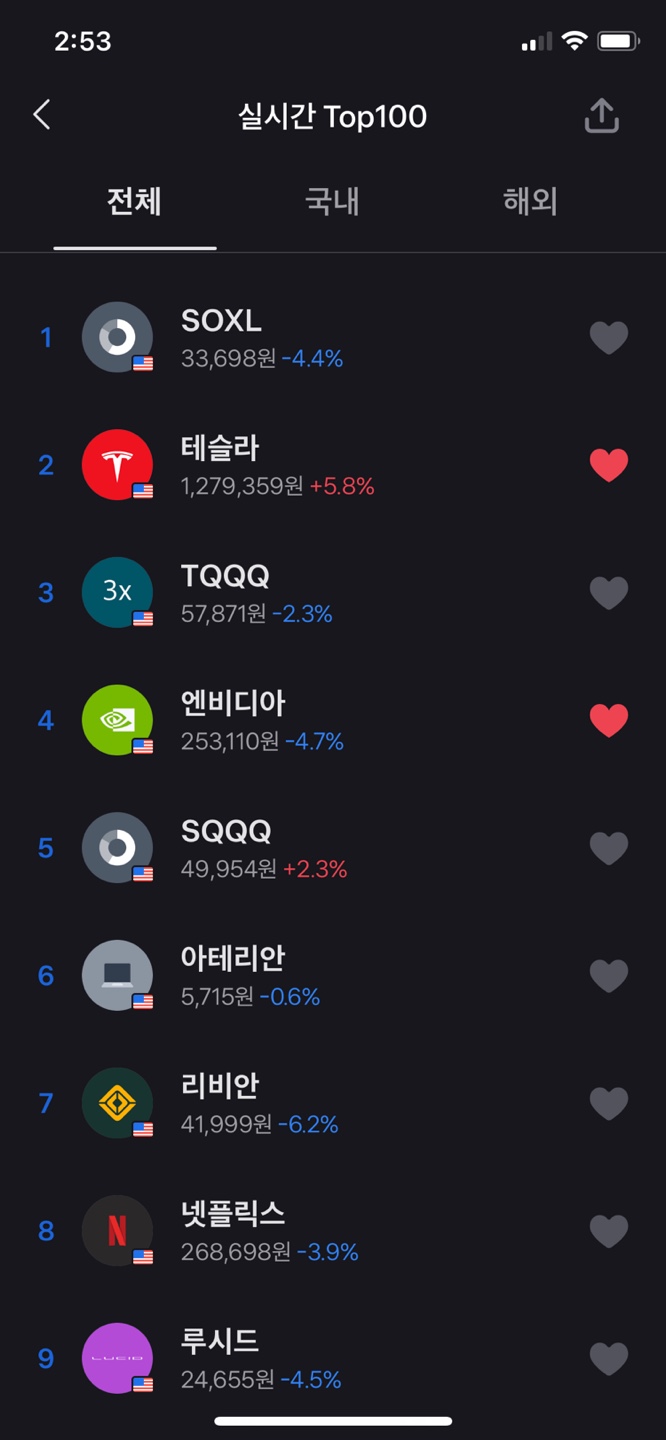 2:53
실시간 Top100
전체 국내 해외
1
SOXL
33,698원 -4.4%
2
테슬라
1,279,359원 +5.8%
3
3x
TQQQ
57,871원 -2.3%
4
엔비디아
253,110원 -4.7%
5
SQQQ
49,954원 +2.3%
6
아테리안
5,715원 -0.6%
7
리비안
41,999원 -6.2%
8
N
넷플릭스
268,698원 -3.9%
9
LUCID
루시드
24,655원 -4.5%